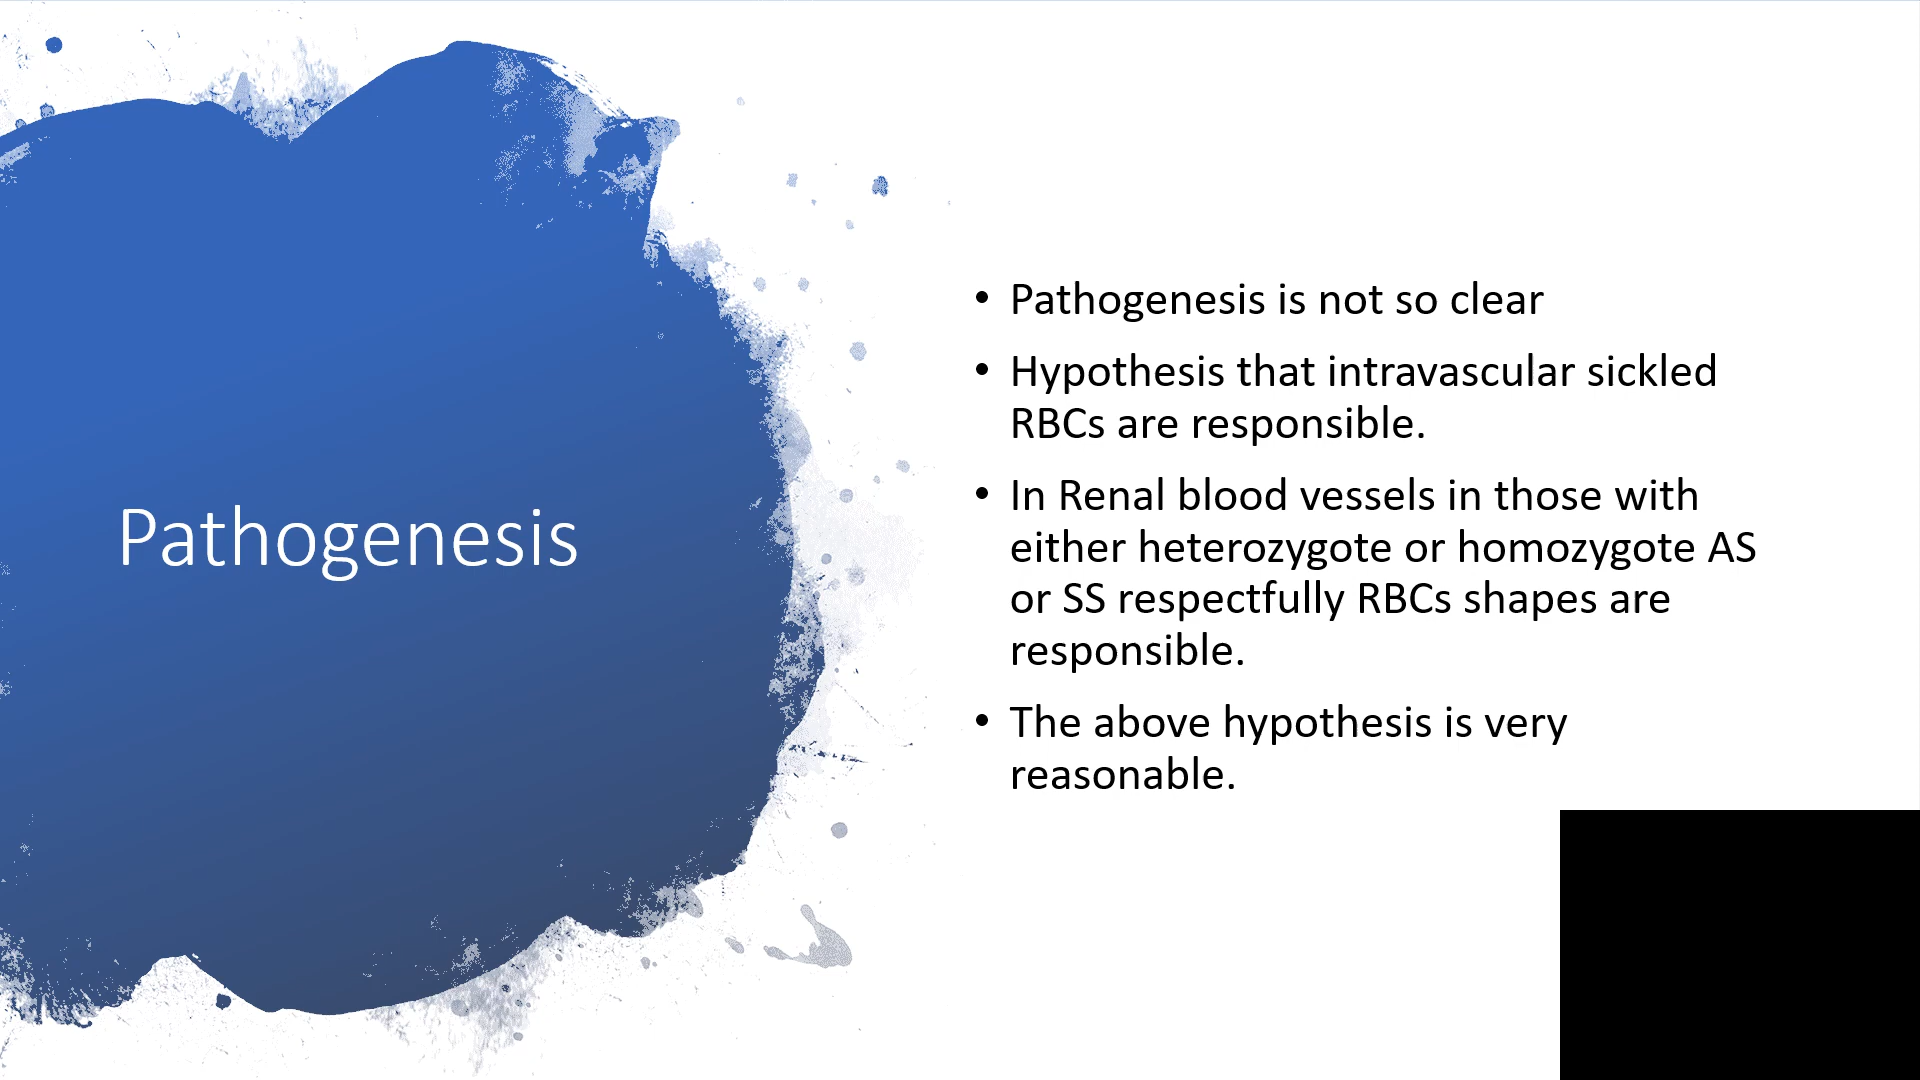 Pathogenesis
• Pathogenesis is not so clear
• Hypothesis that intravascular sickled
RBCs are responsible.
• In Renal blood vessels in those with
either heterozygote or homozygote AS
or SS respectfully RBCs shapes are
responsible.
• The above hypothesis is very
reasonable.